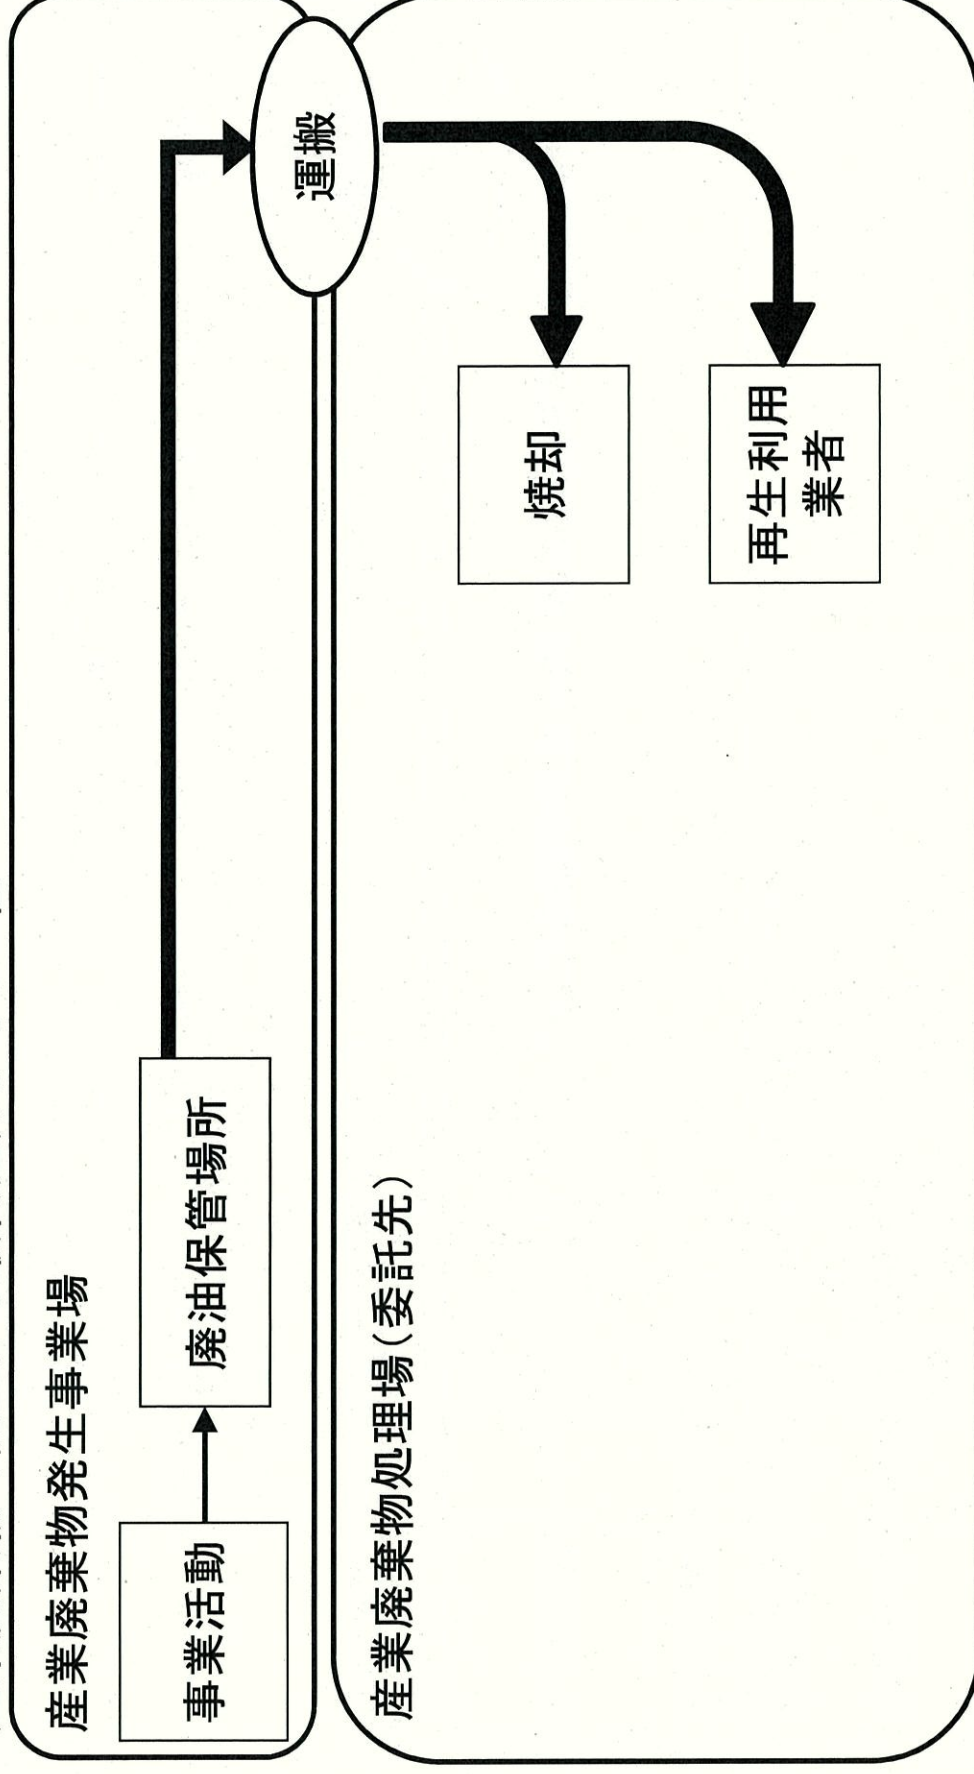 産業廃棄物発生事業場
事業活動
廃油保管場所
運搬
産業廃棄物処理場(委託先)
焼却
再生利用
業者